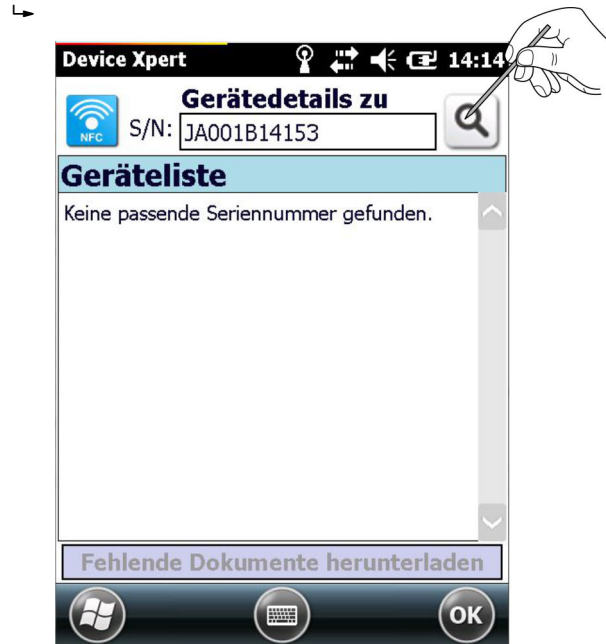 Device Xpert 14:14
Gerätedetails zu
NFC
S/N: JA001B14153
Geräteliste
Keine passende Seriennummer gefunden.
Fehlende Dokumente herunterladen
OK